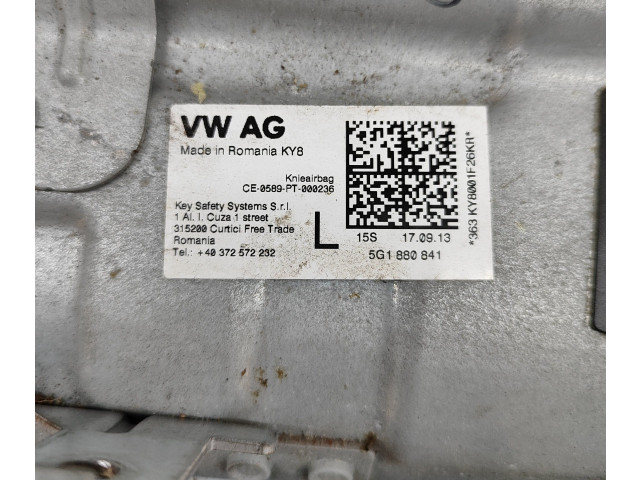 VW AG
Made in Romania KY8
Knieairbag
CE-0589-PT-000236
Key Safety Systems S.r.l.
1 Al. I. Cuza 1 street
315200 Curtici Free Trade
Romania
Tel.: +40 372 572 232
L
15S 17.09.13
5G1 880 841
*363 KY8001F26KR*